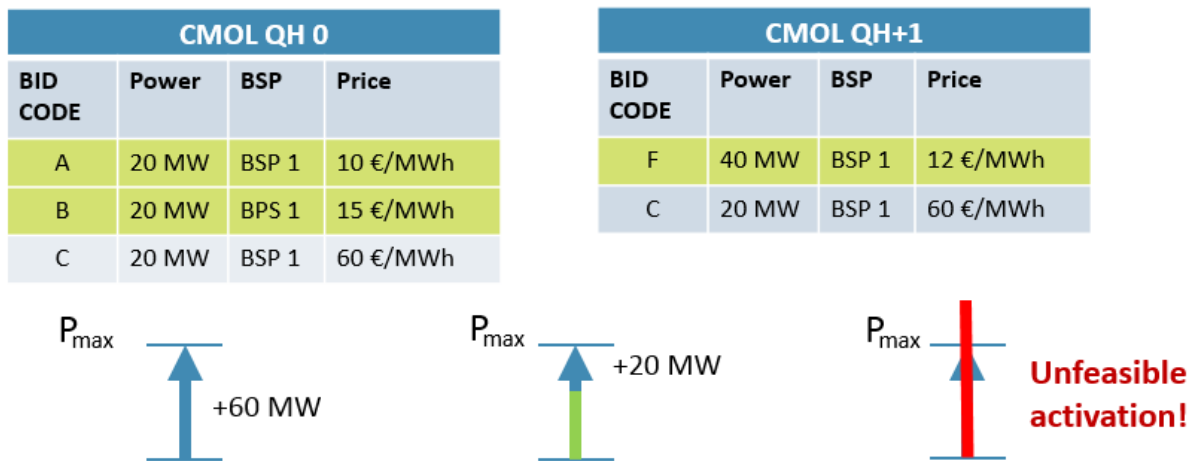 CMOL QH 0
BID CODE Power BSP Price
A 20 MW BSP 1 10 €/MWh
B 20 MW BPS 1 15 €/MWh
C 20 MW BSP 1 60 €/MWh
CMOL QH+1
BID CODE Power BSP Price
F 40 MW BSP 1 12 €/MWh
C 20 MW BSP 1 60 €/MWh
Pmax
+60 MW
Pmax
+20 MW
Pmax
Unfeasible
activation!